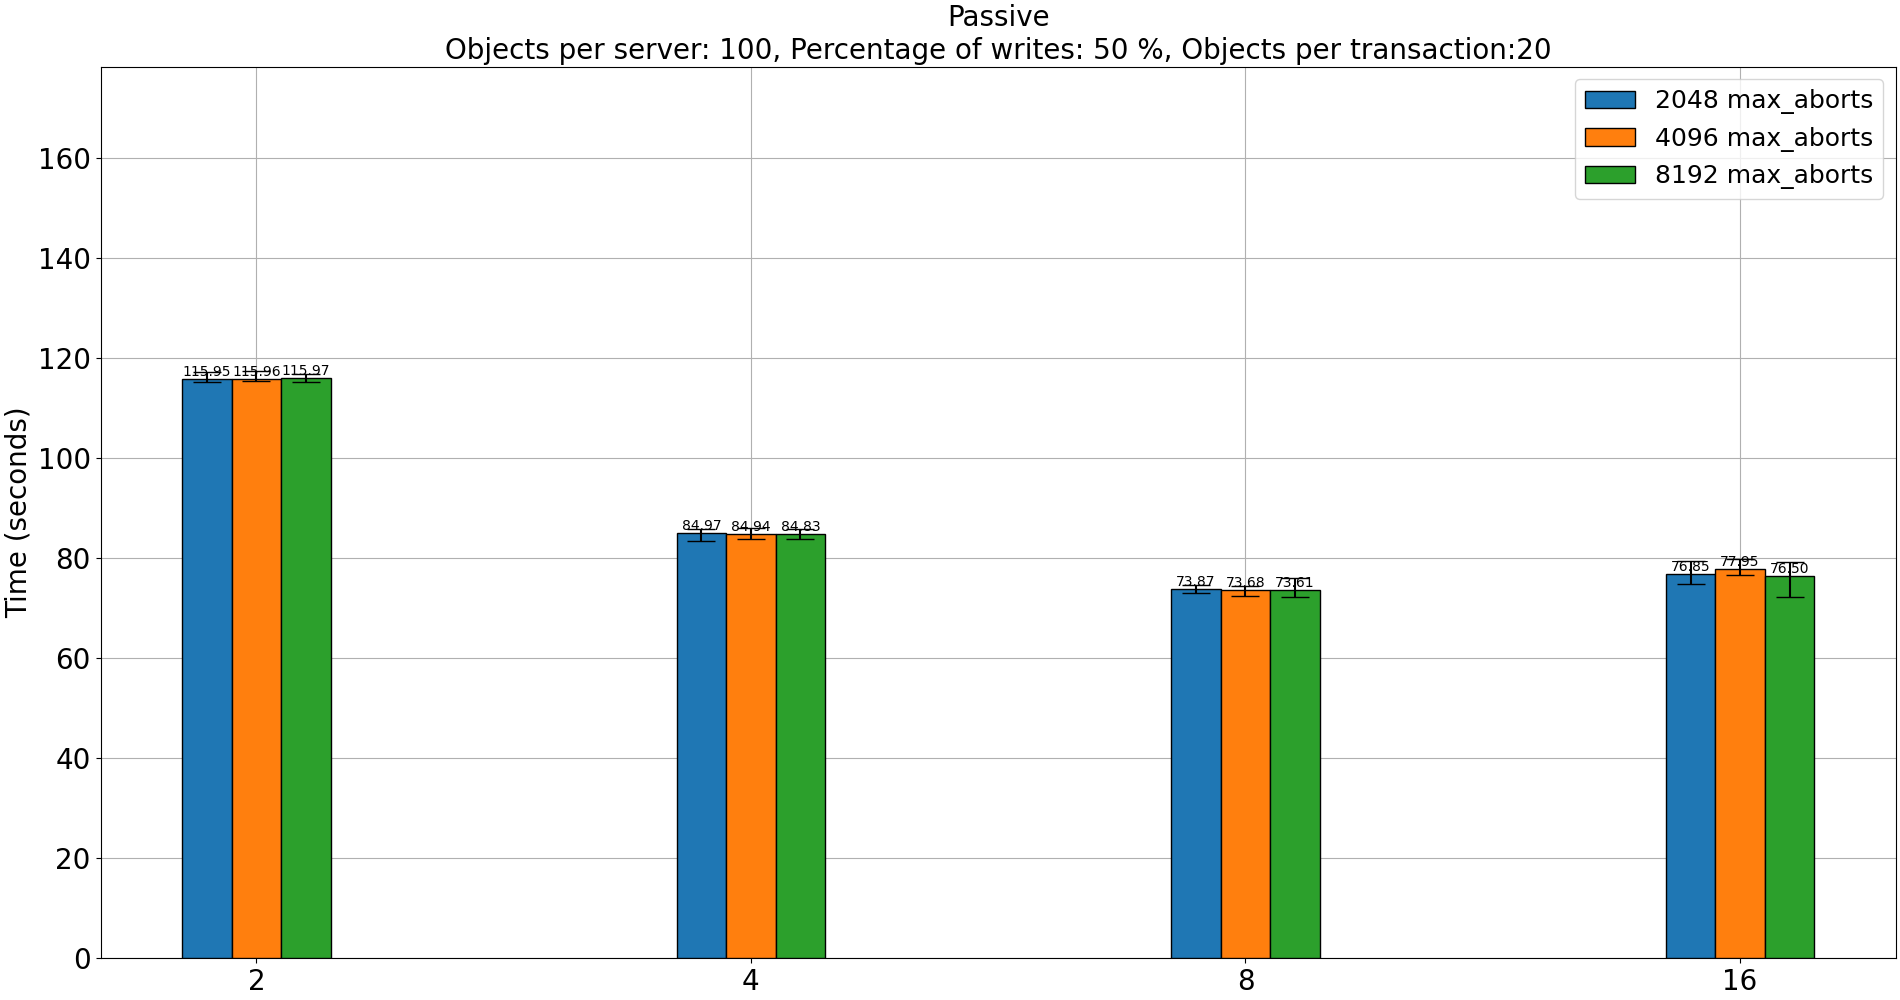 Passive
Objects per server: 100, Percentage of writes: 50 %, Objects per transaction:20
2048 max_aborts
4096 max_aborts
8192 max_aborts
Time (seconds)
160
140
120
100
80
60
40
20
0
115.95 115.96 115.97
84.97 84.94 84.83
73.87 73.68 73.61
76.85 77.95 76.50
2 4 8 16